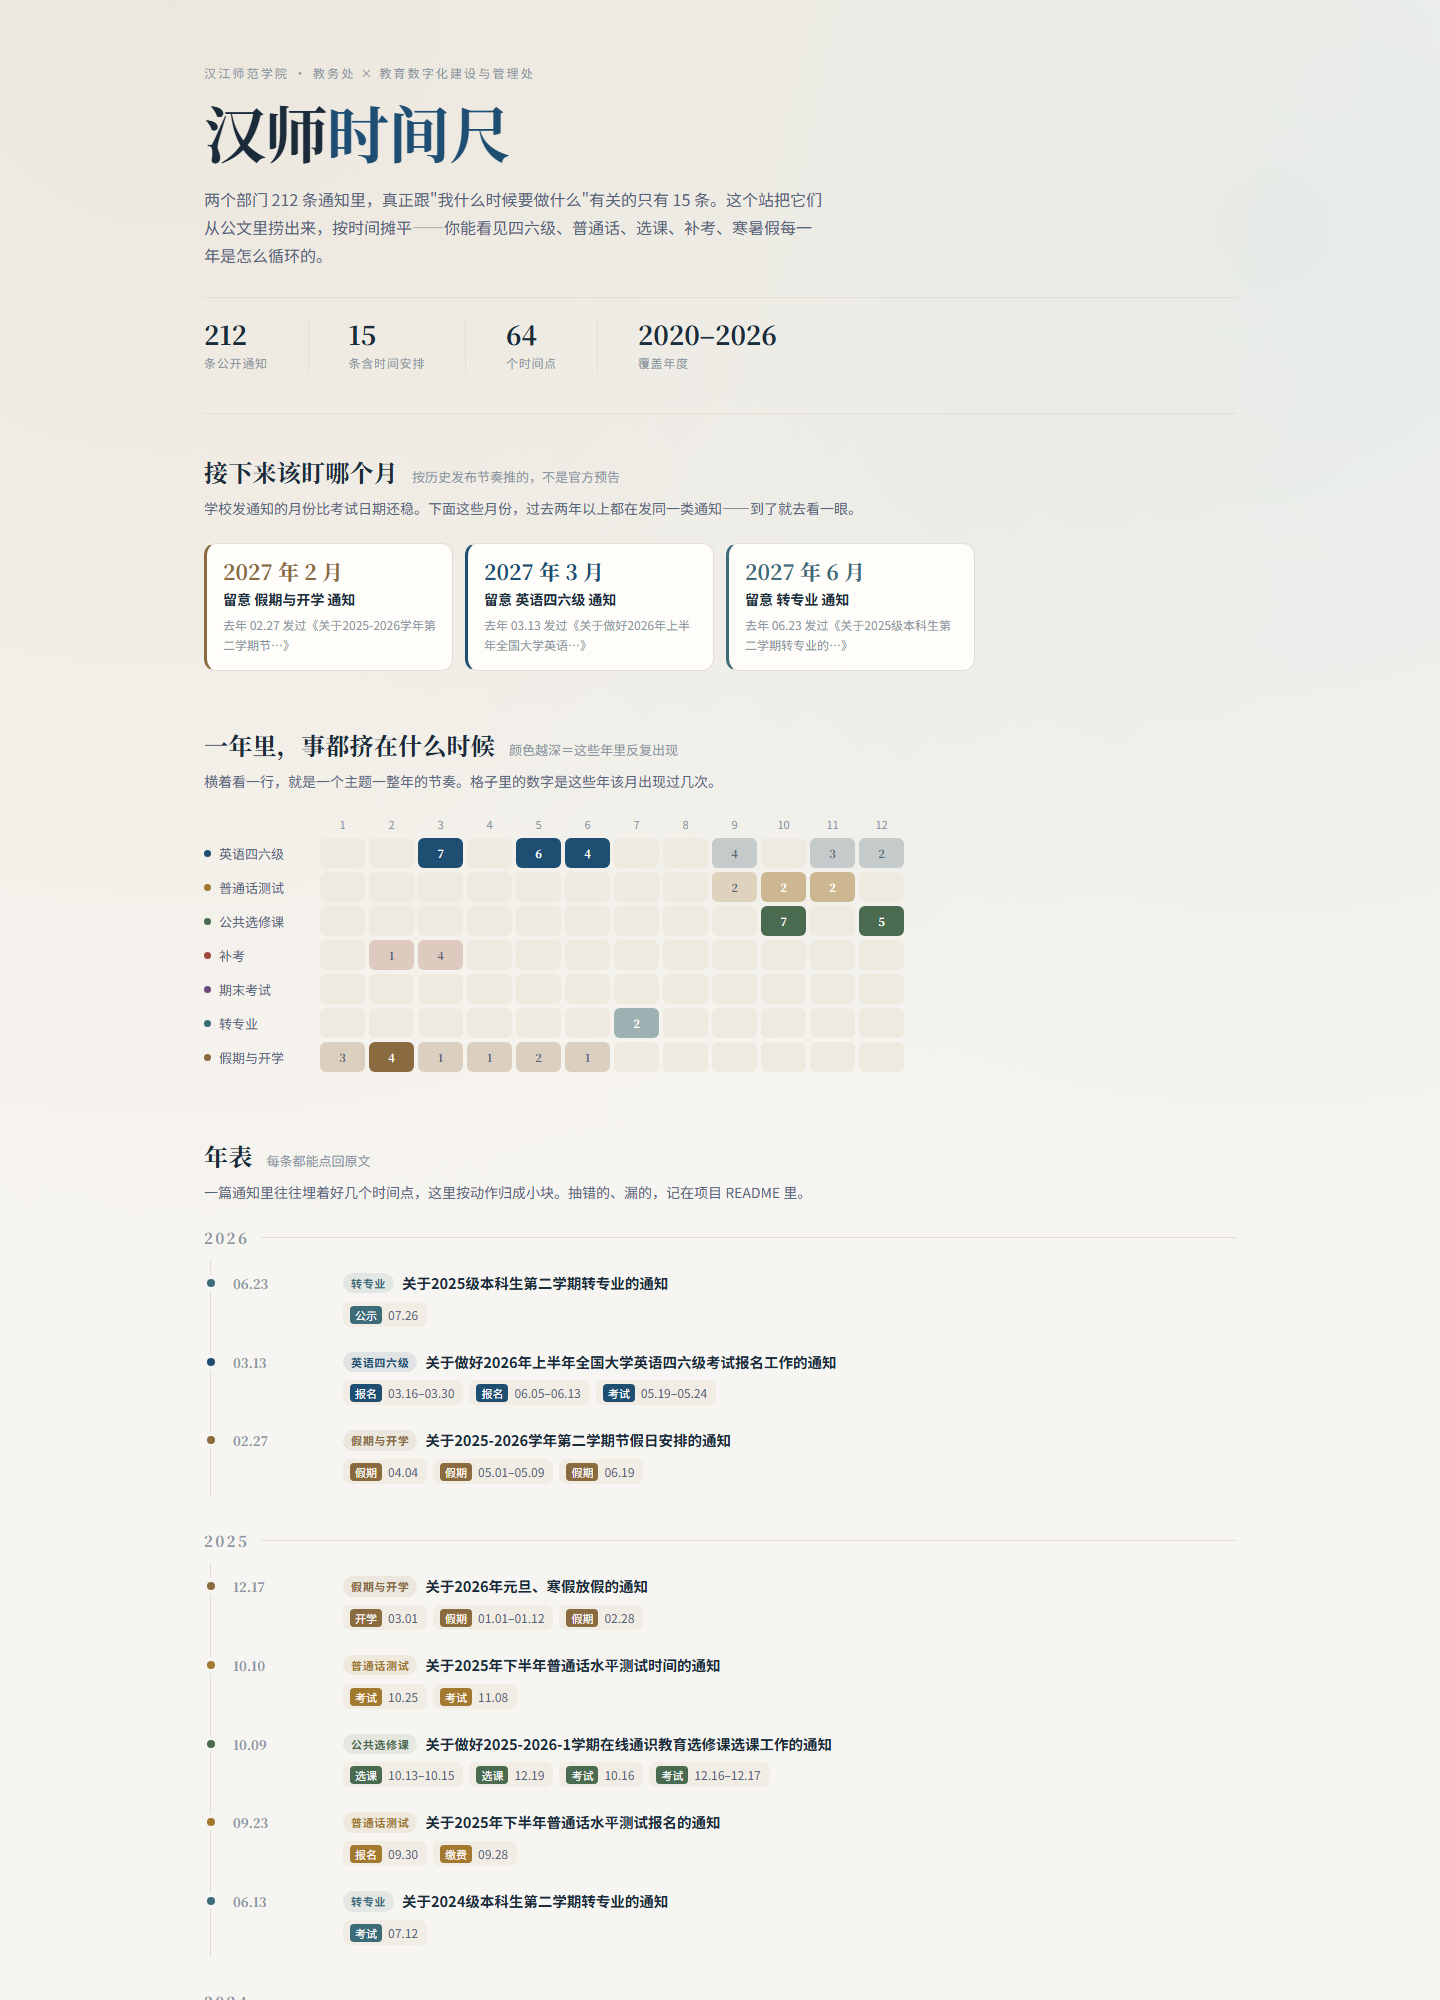 汉江师范学院 · 教务处 × 教育数字化建设与管理处
汉师时间尺
两个部门 212 条通知里，真正跟"我什么时候要做什么"有关的只有 15 条。这个站把它们
从公文里捞出来，按时间摊平——你能看见四六级、普通话、选课、补考、寒暑假每一
年是怎么循环的。
212
条公开通知
15
条含时间安排
64
个时间点
2020–2026
覆盖年度
接下来该盯哪个月 按历史发布节奏推的，不是官方预告
学校发通知的月份比考试日期还稳。下面这些月份，过去两年以上都在发同一类通知——到了就去看一眼。
2027 年 2 月
留意 假期与开学 通知
去年 02.27 发过《关于2025-2026学年第
二学期节…》
2027 年 3 月
留意 英语四六级 通知
去年 03.13 发过《关于做好2026年上半
年全国大学英语…》
2027 年 6 月
留意 转专业 通知
去年 06.23 发过《关于2025级本科生第
二学期转专业的…》
一年里，事都挤在什么时候 颜色越深＝这些年里反复出现
横着看一行，就是一个主题一整年的节奏。格子里的数字是这些年该月出现过几次。
1 2 3 4 5 6 7 8 9 10 11 12
英语四六级 7 6 4 4 3 2
普通话测试 2 2 2
公共选修课 7 5
补考 1 4
期末考试
转专业 2
假期与开学 3 4 1 1 2 1
年表 每条都能点回原文
一篇通知里往往埋着好几个时间点，这里按动作归成小块。抽错的、漏的，记在项目 README 里。
2026
06.23 转专业 关于2025级本科生第二学期转专业的通知
公示 07.26
03.13 英语四六级 关于做好2026年上半年全国大学英语四六级考试报名工作的通知
报名 03.16–03.30 报名 06.05–06.13 考试 05.19–05.24
02.27 假期与开学 关于2025-2026学年第二学期节假日安排的通知
假期 04.04 假期 05.01–05.09 假期 06.19
2025
12.17 假期与开学 关于2026年元旦、寒假放假的通知
开学 03.01 假期 01.01–01.12 假期 02.28
10.10 普通话测试 关于2025年下半年普通话水平测试时间的通知
考试 10.25 考试 11.08
10.09 公共选修课 关于做好2025-2026-1学期在线通识教育选修课选课工作的通知
选课 10.13–10.15 选课 12.19 考试 10.16 考试 12.16–12.17
09.23 普通话测试 关于2025年下半年普通话水平测试报名的通知
报名 09.30 缴费 09.28
06.13 转专业 关于2024级本科生第二学期转专业的通知
考试 07.12